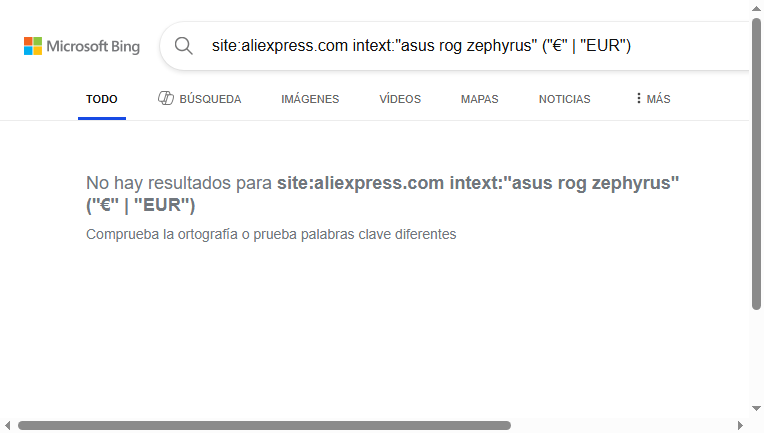 Microsoft Bing
site:aliexpress.com intext:"asus rog zephyrus" ("€" | "EUR")
TODO BÚSQUEDA IMÁGENES VÍDEOS MAPAS NOTICIAS MÁS
No hay resultados para site:aliexpress.com intext:"asus rog zephyrus"
("€" | "EUR")
Comprueba la ortografía o prueba palabras clave diferentes